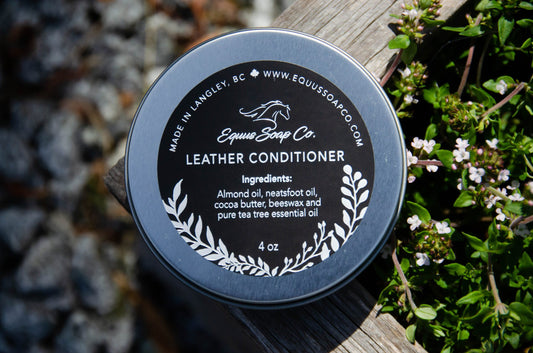 MADE IN LANGLEY, BC 🍁 WWW.EQUUSSOAPCO.COM
Equus Soap Co.
LEATHER CONDITIONER
Ingredients:
Almond oil, neatsfoot oil,
cocoa butter, beeswax and
pure tea tree essential oil
4 oz